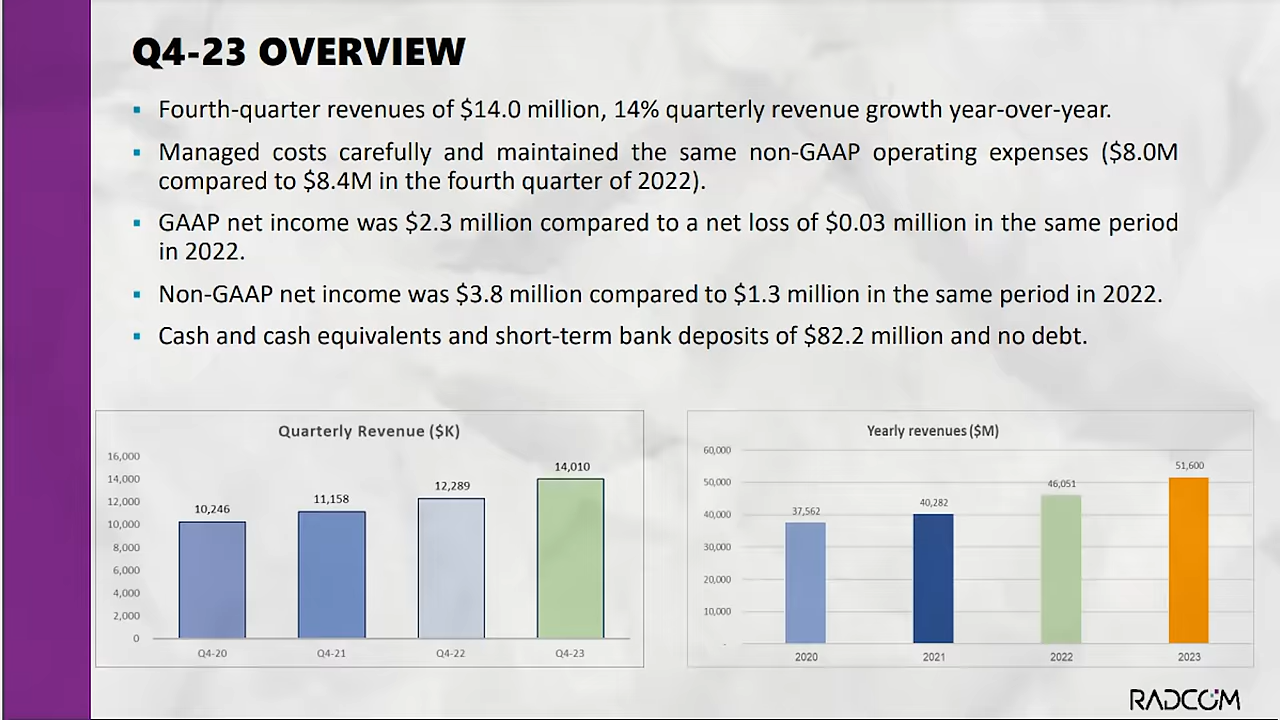 Q4-23 OVERVIEW
▪ Fourth-quarter revenues of $14.0 million, 14% quarterly revenue growth year-over-year.
▪ Managed costs carefully and maintained the same non-GAAP operating expenses ($8.0M
compared to $8.4M in the fourth quarter of 2022).
▪ GAAP net income was $2.3 million compared to a net loss of $0.03 million in the same period
in 2022.
▪ Non-GAAP net income was $3.8 million compared to $1.3 million in the same period in 2022.
▪ Cash and cash equivalents and short-term bank deposits of $82.2 million and no debt.
Quarterly Revenue ($K)
16,000
14,000
12,000
10,000
8,000
6,000
4,000
2,000
0
10,246
11,158
12,289
14,010
Q4-20
Q4-21
Q4-22
Q4-23
Yearly revenues ($M)
60,000
50,000
40,000
30,000
20,000
10,000
-
37,562
40,282
46,051
51,600
2020
2021
2022
2023
RADCOM